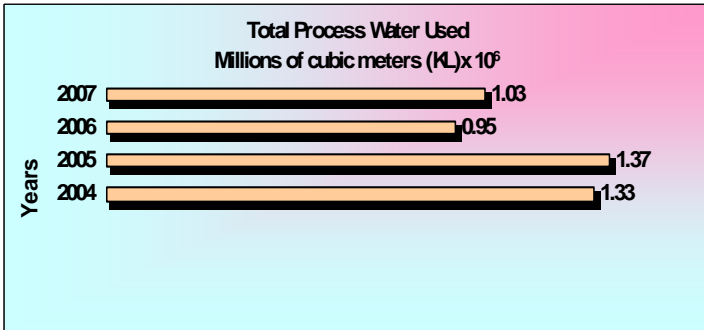 Total Process Water Used
Millions of cubic meters (KL)x 10⁶
2007 1.03
2006 0.95
2005 1.37
2004 1.33
Years